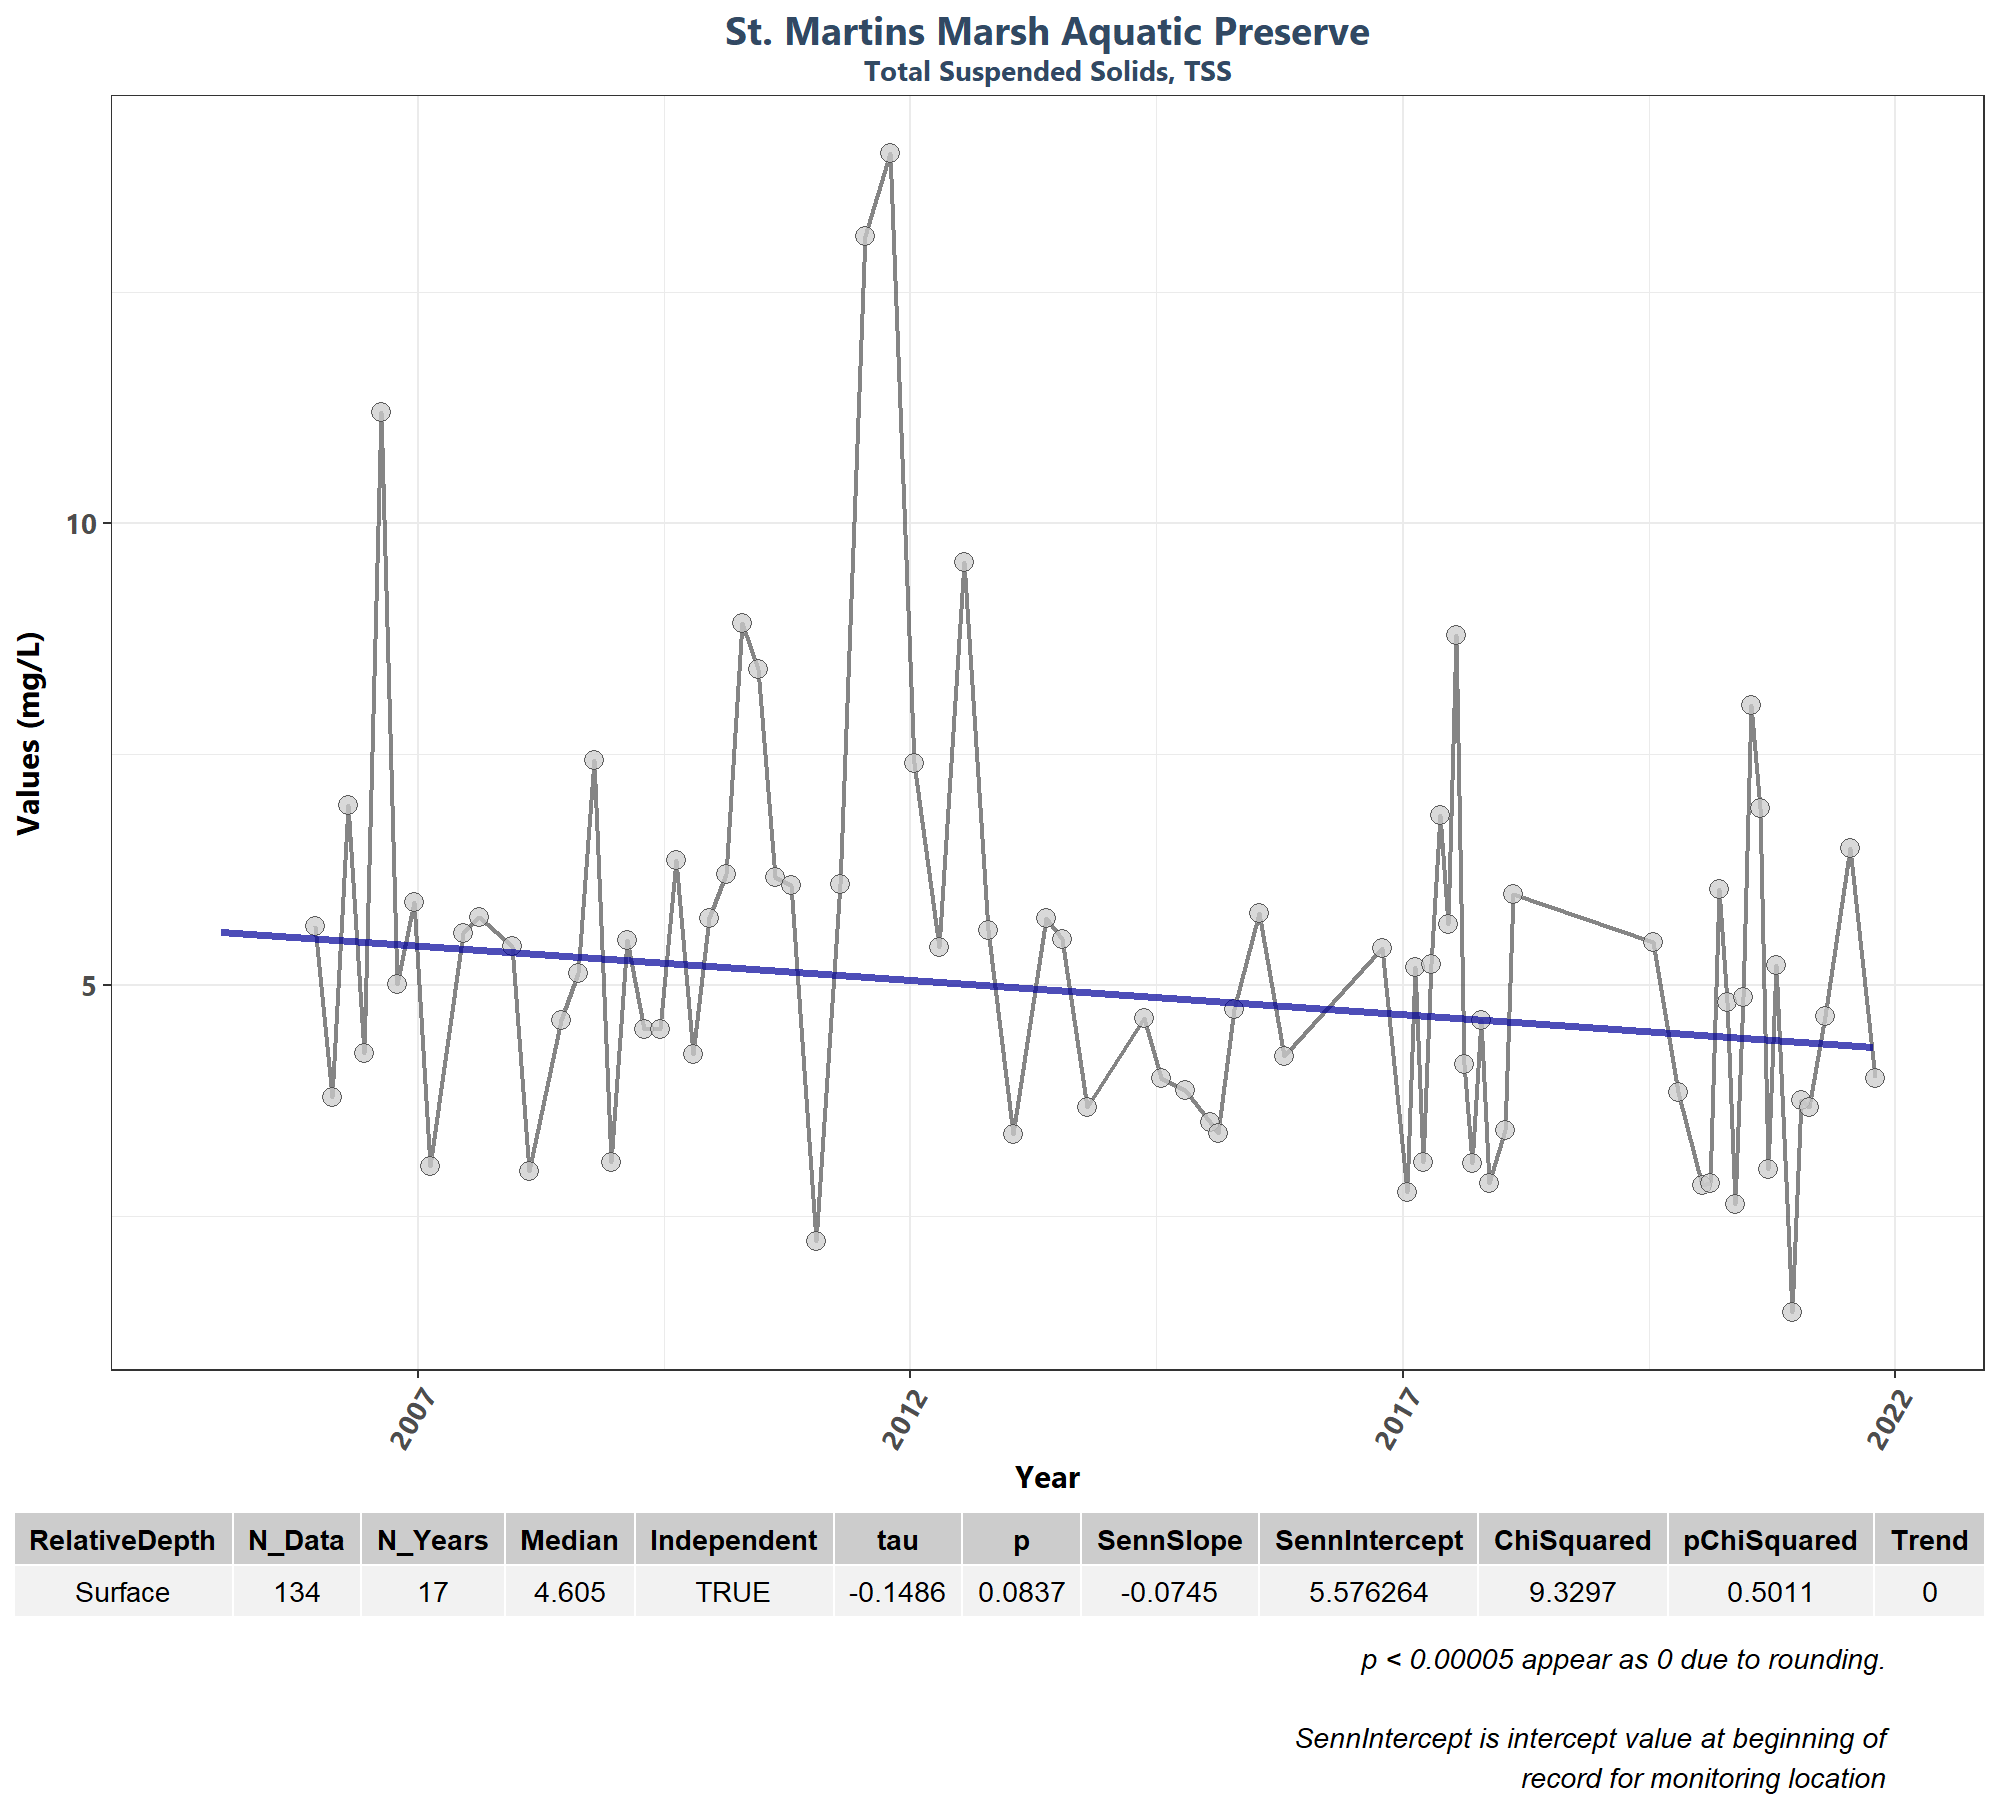 St. Martins Marsh Aquatic Preserve
Total Suspended Solids, TSS
Values (mg/L)
10
5
2007
2012
2017
2022
Year
RelativeDepth N_Data N_Years Median Independent tau p SennSlope SennIntercept ChiSquared pChiSquared Trend
Surface 134 17 4.605 TRUE -0.1486 0.0837 -0.0745 5.576264 9.3297 0.5011 0
p < 0.00005 appear as 0 due to rounding.
SennIntercept is intercept value at beginning of
record for monitoring location